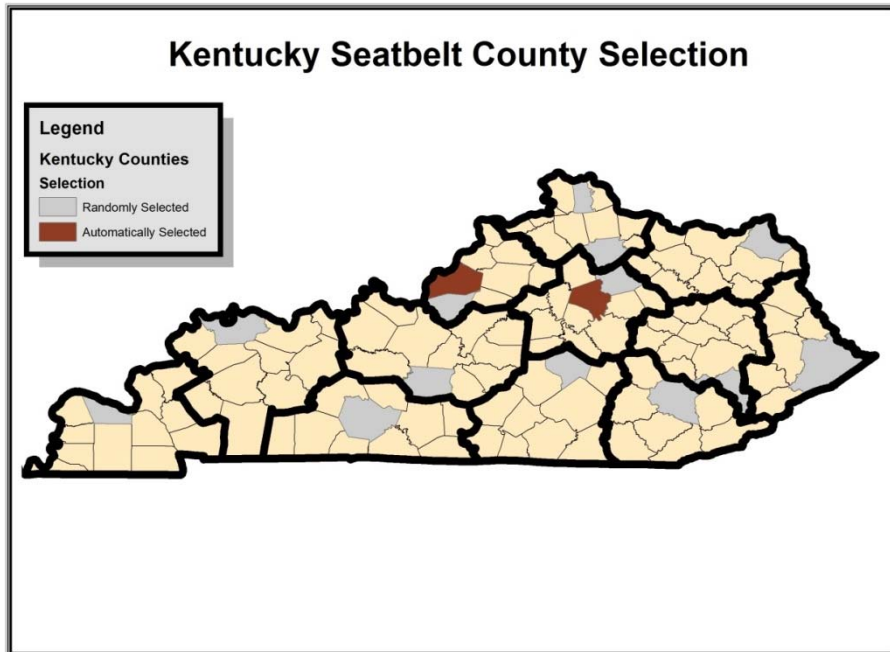 Kentucky Seatbelt County Selection
Legend
Kentucky Counties
Selection
Randomly Selected
Automatically Selected